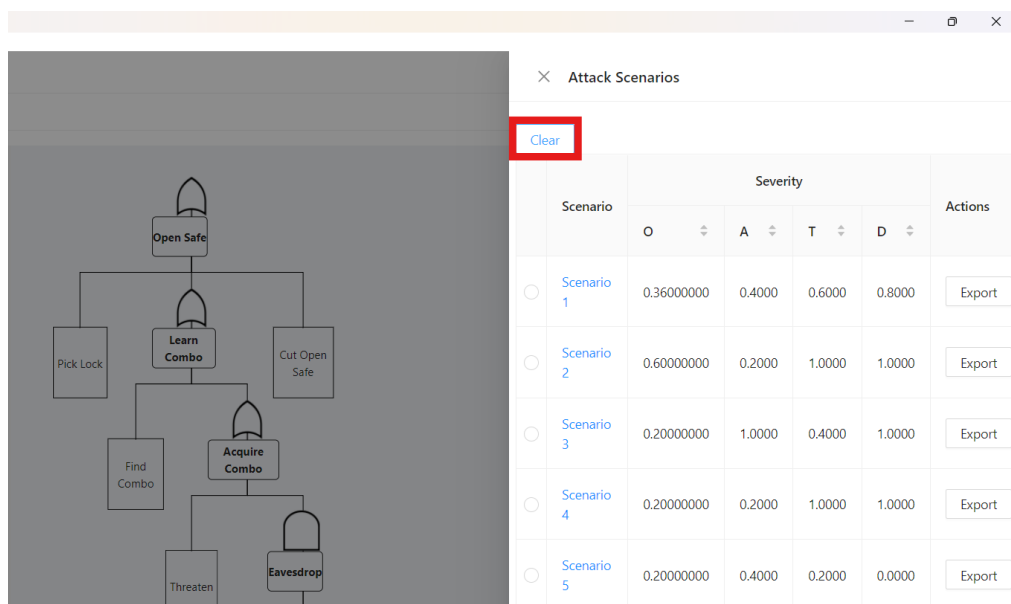 Attack Scenarios
Clear
Scenario
Severity
Actions
O
A
T
D
Scenario
1
0.36000000
0.4000
0.6000
0.8000
Export
Scenario
2
0.60000000
0.2000
1.0000
1.0000
Export
Scenario
3
0.20000000
1.0000
0.4000
1.0000
Export
Scenario
4
0.20000000
0.2000
1.0000
1.0000
Export
Scenario
5
0.20000000
0.4000
0.2000
0.0000
Export
Open Safe
Pick Lock
Learn
Combo
Cut Open
Safe
Find
Combo
Acquire
Combo
Threaten
Eavesdrop